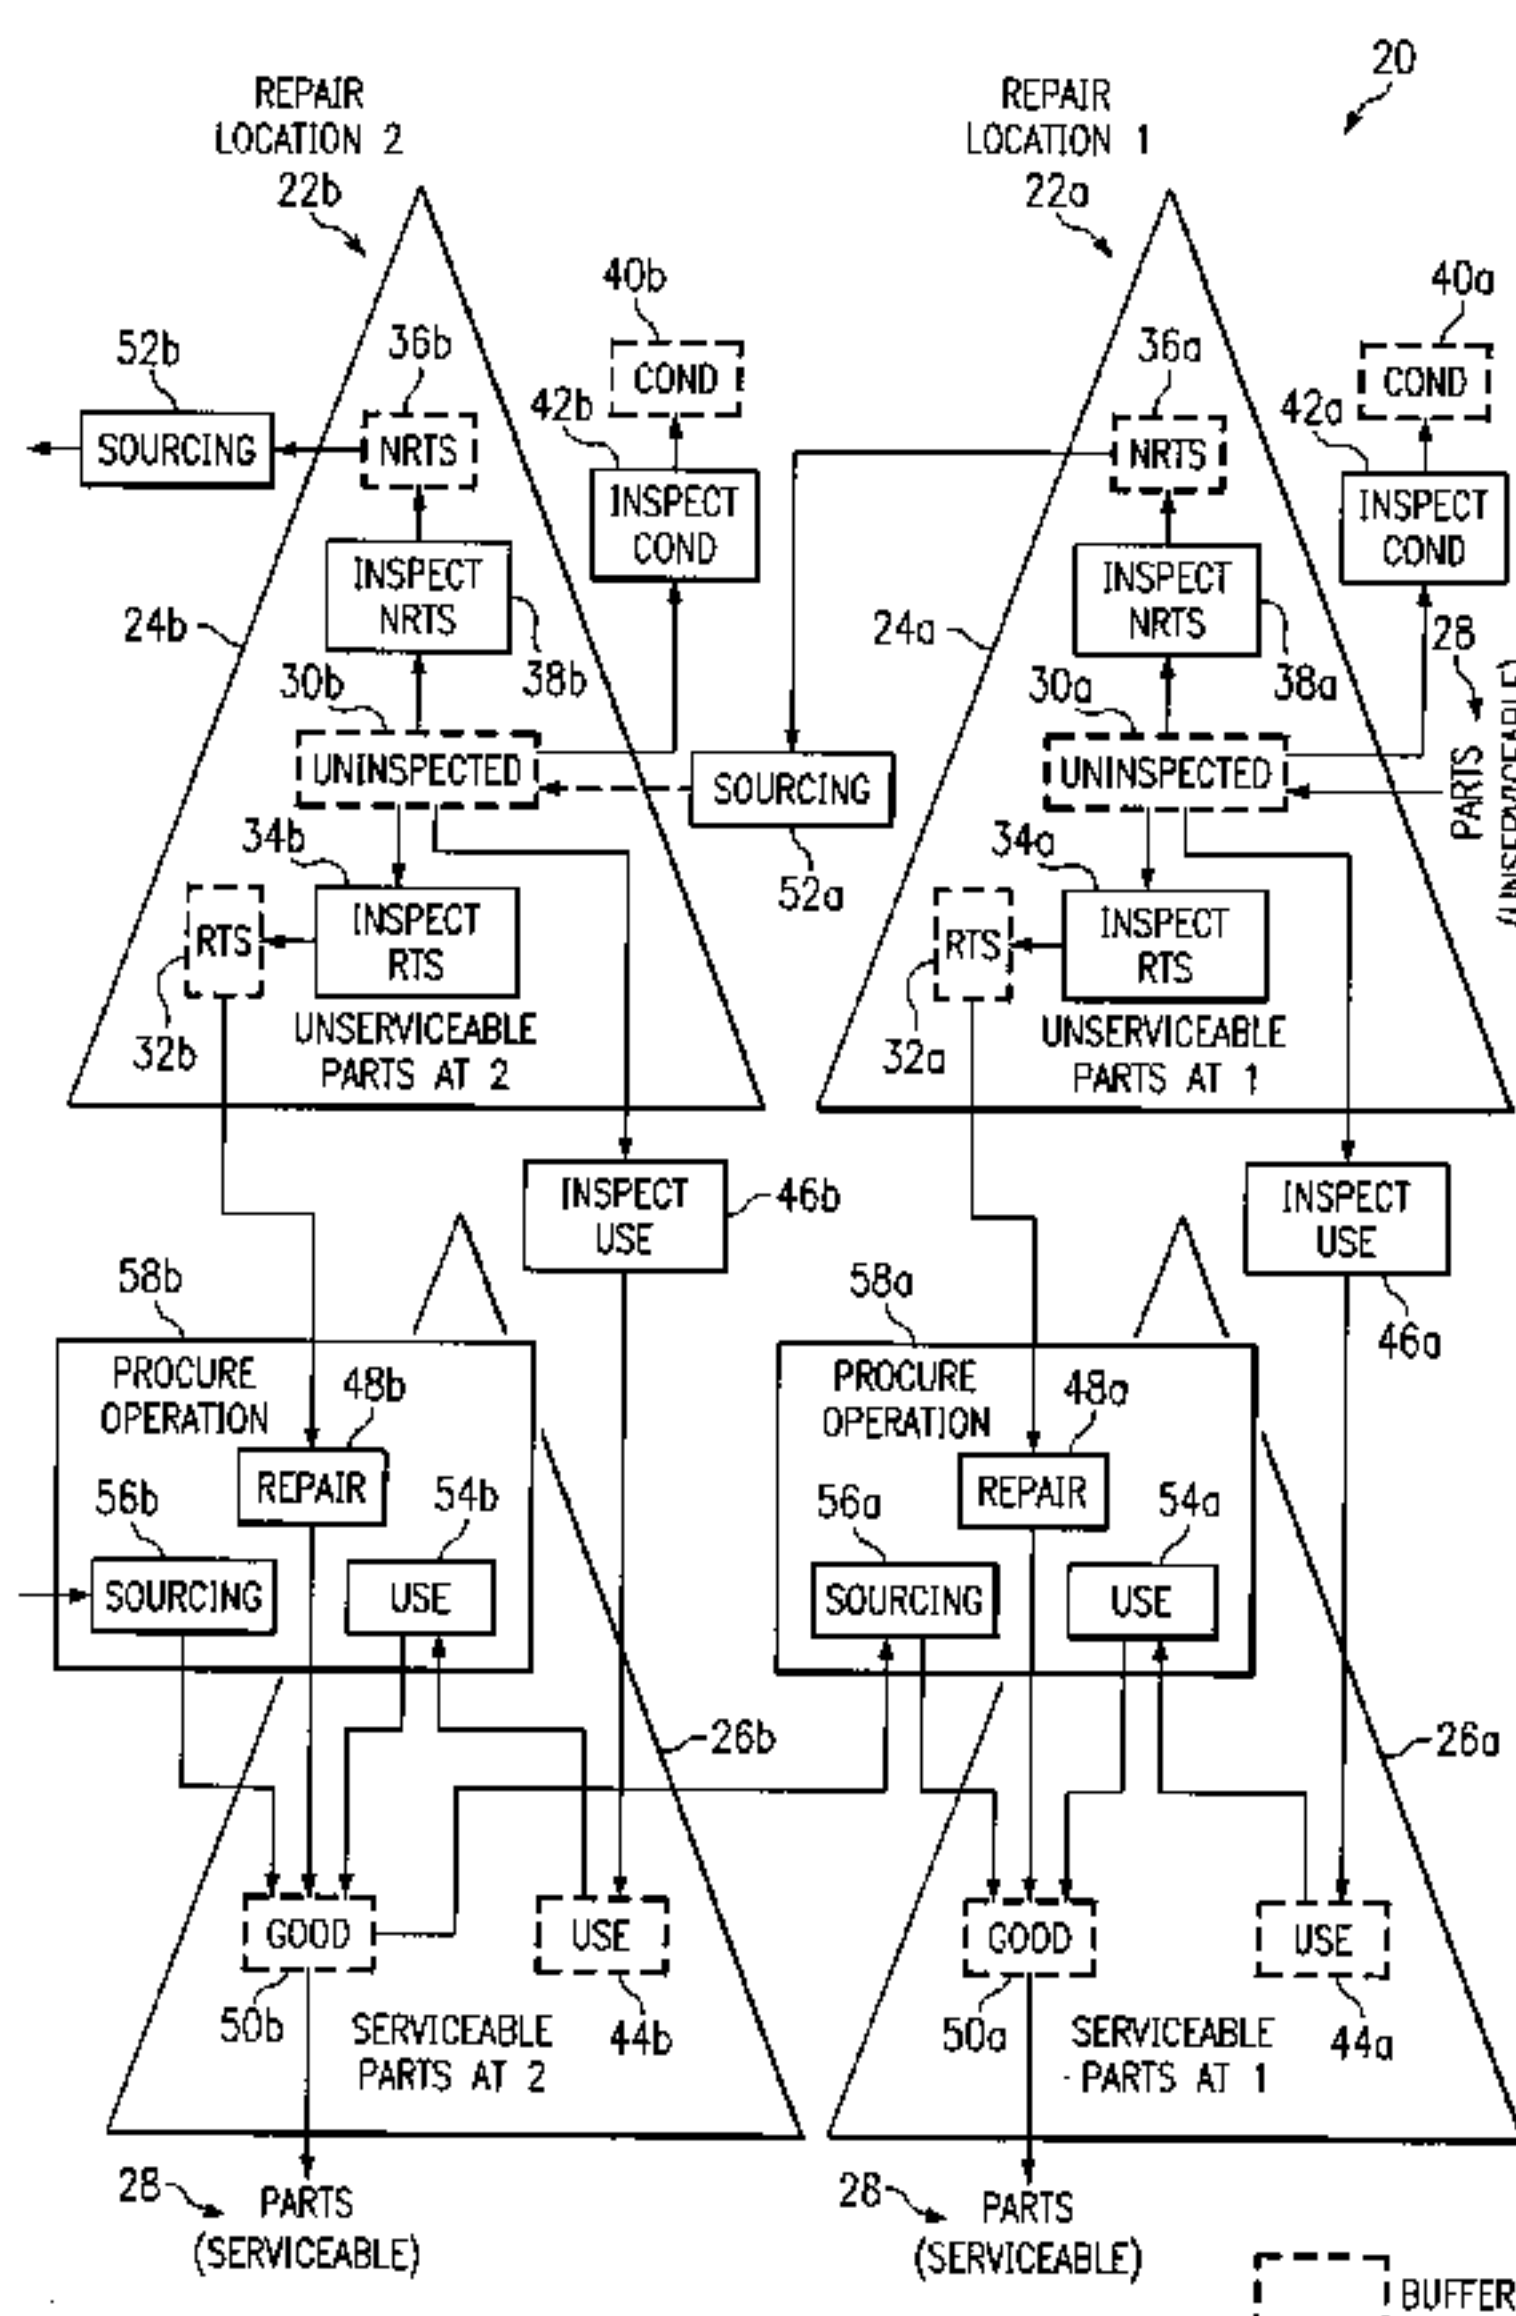 20
REPAIR
LOCATION 2
22b
REPAIR
LOCATION 1
22a
40b
40a
52b
36b
COND
36a
COND
42b
42a
SOURCING
NRTS
NRTS
INSPECT
COND
INSPECT
COND
INSPECT
NRTS
INSPECT
NRTS
24b
24a
28
30b
38b
30a
38a
UNINSPECTED
SOURCING
UNINSPECTED
PARTS
(UNSERVICEABLE)
34b
52a
34a
RTS
INSPECT
RTS
RTS
INSPECT
RTS
32b
UNSERVICEABLE
PARTS AT 2
32a
UNSERVICEABLE
PARTS AT 1
INSPECT
USE
46b
INSPECT
USE
46a
58b
58a
PROCURE
OPERATION
48b
PROCURE
OPERATION
48a
REPAIR
REPAIR
56b
54b
56a
54a
SOURCING
USE
SOURCING
USE
26b
26a
GOOD
USE
GOOD
USE
50b
SERVICEABLE
PARTS AT 2
44b
50a
SERVICEABLE
PARTS AT 1
44a
28
PARTS
(SERVICEABLE)
28
PARTS
(SERVICEABLE)
BUFFER